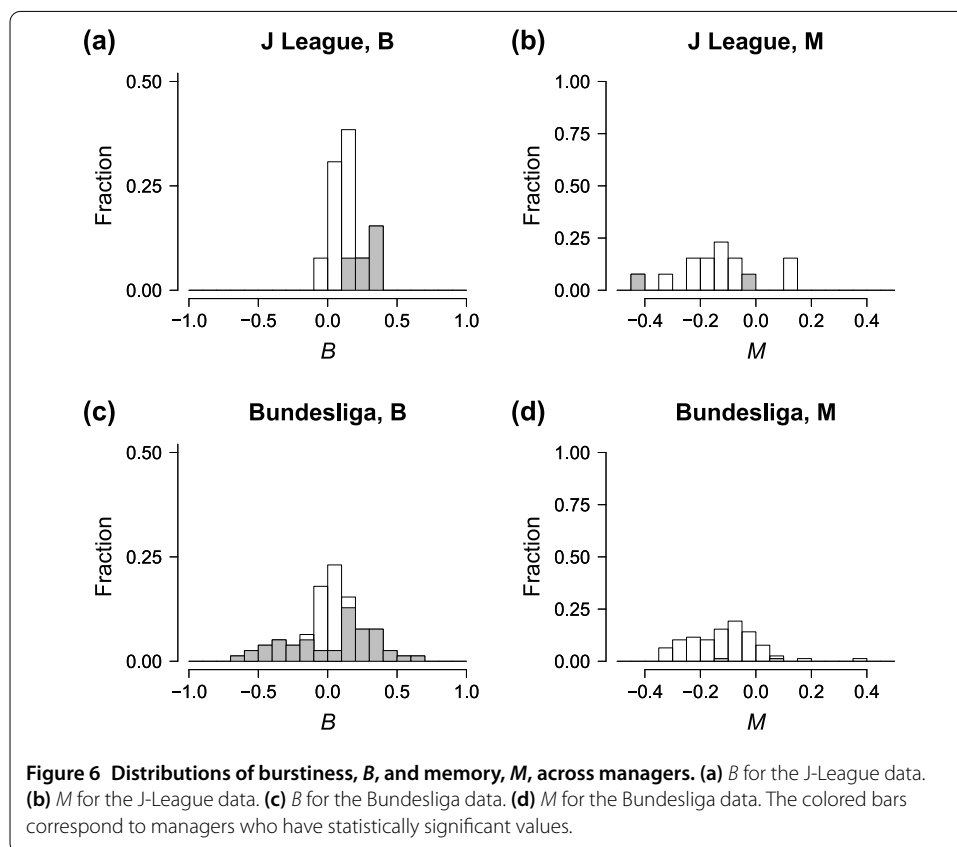 (a) J League, B
0.50
0.25
0.00
Fraction
−1.0 −0.5 0.0 0.5 1.0
B
(b) J League, M
1.00
0.75
0.50
0.25
0.00
Fraction
−0.4 −0.2 0.0 0.2 0.4
M
(c) Bundesliga, B
0.50
0.25
0.00
Fraction
−1.0 −0.5 0.0 0.5 1.0
B
(d) Bundesliga, M
1.00
0.75
0.50
0.25
0.00
Fraction
−0.4 −0.2 0.0 0.2 0.4
M
Figure 6 Distributions of burstiness, B, and memory, M, across managers. (a) B for the J-League data.
(b) M for the J-League data. (c) B for the Bundesliga data. (d) M for the Bundesliga data. The colored bars
correspond to managers who have statistically significant values.